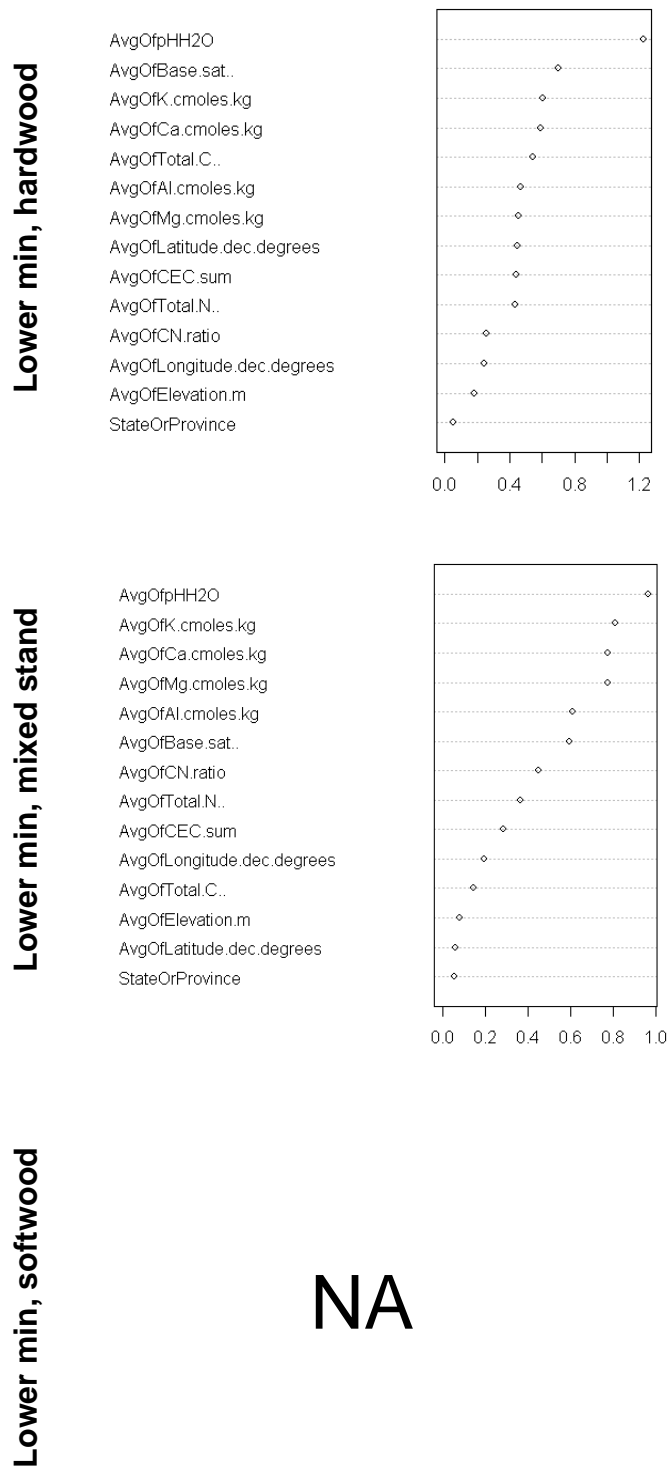 Lower min, hardwood
AvgOfpHH2O
AvgOfBase.sat..
AvgOfK.cmoles.kg
AvgOfCa.cmoles.kg
AvgOfTotal.C..
AvgOfAl.cmoles.kg
AvgOfMg.cmoles.kg
AvgOfLatitude.dec.degrees
AvgOfCEC.sum
AvgOfTotal.N..
AvgOfCN.ratio
AvgOfLongitude.dec.degrees
AvgOfElevation.m
StateOrProvince
0.0 0.4 0.8 1.2
Lower min, mixed stand
AvgOfpHH2O
AvgOfK.cmoles.kg
AvgOfCa.cmoles.kg
AvgOfMg.cmoles.kg
AvgOfAl.cmoles.kg
AvgOfBase.sat..
AvgOfCN.ratio
AvgOfTotal.N..
AvgOfCEC.sum
AvgOfLongitude.dec.degrees
AvgOfTotal.C..
AvgOfElevation.m
AvgOfLatitude.dec.degrees
StateOrProvince
0.0 0.2 0.4 0.6 0.8 1.0
Lower min, softwood
NA